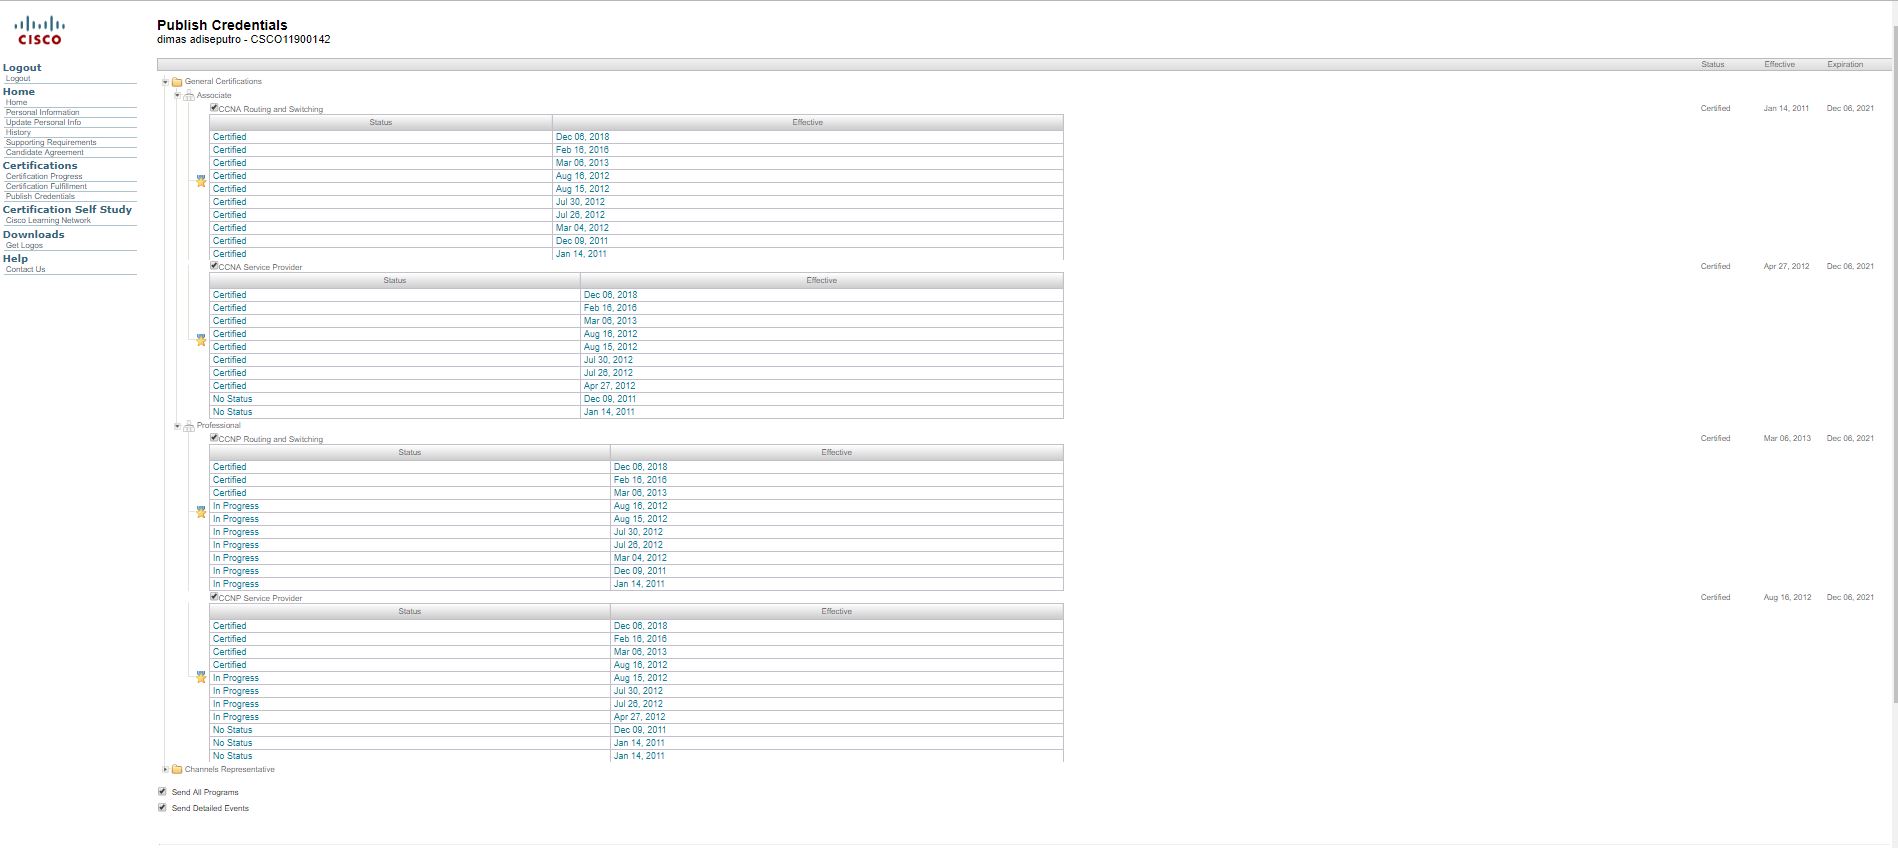 CISCO
Logout
Logout
Home
Home
Personal Information
Update Personal Info
History
Supporting Requirements
Candidate Agreement
Certifications
Certification Progress
Certification Fulfillment
Publish Credentials
Certification Self Study
Cisco Learning Network
Downloads
Get Logos
Help
Contact Us
Publish Credentials
dimas adiseputro - CSCO11900142
Status Effective Expiration
General Certifications
Associate
CCNA Routing and Switching Certified Jan 14, 2011 Dec 06, 2021
Status Effective
Certified Dec 06, 2018
Certified Feb 16, 2016
Certified Mar 06, 2013
Certified Aug 16, 2012
Certified Aug 15, 2012
Certified Jul 30, 2012
Certified Jul 26, 2012
Certified Mar 04, 2012
Certified Dec 09, 2011
Certified Jan 14, 2011
CCNA Service Provider Certified Apr 27, 2012 Dec 06, 2021
Status Effective
Certified Dec 06, 2018
Certified Feb 16, 2016
Certified Mar 06, 2013
Certified Aug 16, 2012
Certified Aug 15, 2012
Certified Jul 30, 2012
Certified Jul 26, 2012
Certified Apr 27, 2012
No Status Dec 09, 2011
No Status Jan 14, 2011
Professional
CCNP Routing and Switching Certified Mar 06, 2013 Dec 06, 2021
Status Effective
Certified Dec 06, 2018
Certified Feb 16, 2016
Certified Mar 06, 2013
In Progress Aug 16, 2012
In Progress Aug 15, 2012
In Progress Jul 30, 2012
In Progress Jul 26, 2012
In Progress Mar 04, 2012
In Progress Dec 09, 2011
In Progress Jan 14, 2011
CCNP Service Provider Certified Aug 16, 2012 Dec 06, 2021
Status Effective
Certified Dec 06, 2018
Certified Feb 16, 2016
Certified Mar 06, 2013
Certified Aug 16, 2012
In Progress Aug 15, 2012
In Progress Jul 30, 2012
In Progress Jul 26, 2012
In Progress Apr 27, 2012
No Status Dec 09, 2011
No Status Jan 14, 2011
No Status Jan 14, 2011
Channels Representative
Send All Programs
Send Detailed Events